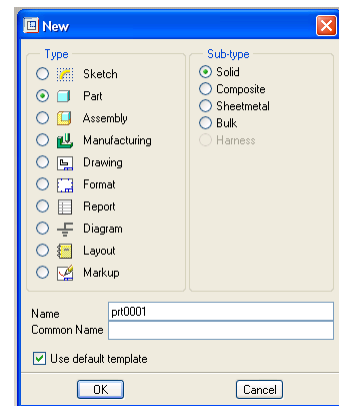 New
Type
Sketch
Part
Assembly
Manufacturing
Drawing
Format
Report
Diagram
Layout
Markup
Sub-type
Solid
Composite
Sheetmetal
Bulk
Harness
Name prt0001
Common Name
Use default template
OK Cancel